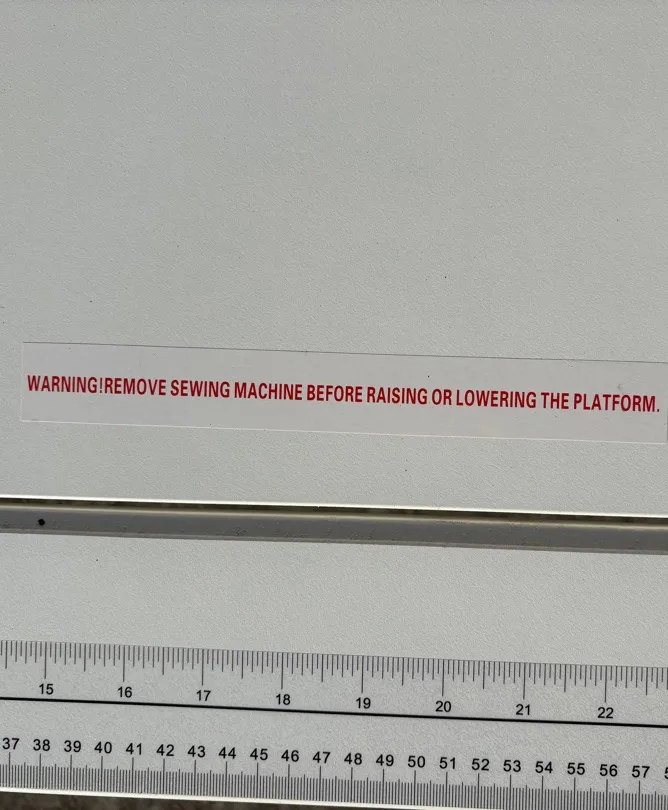 WARNING!REMOVE SEWING MACHINE BEFORE RAISING OR LOWERING THE PLATFORM.
15 16 17 18 19 20 21 22
37 38 39 40 41 42 43 44 45 46 47 48 49 50 51 52 53 54 55 56 57